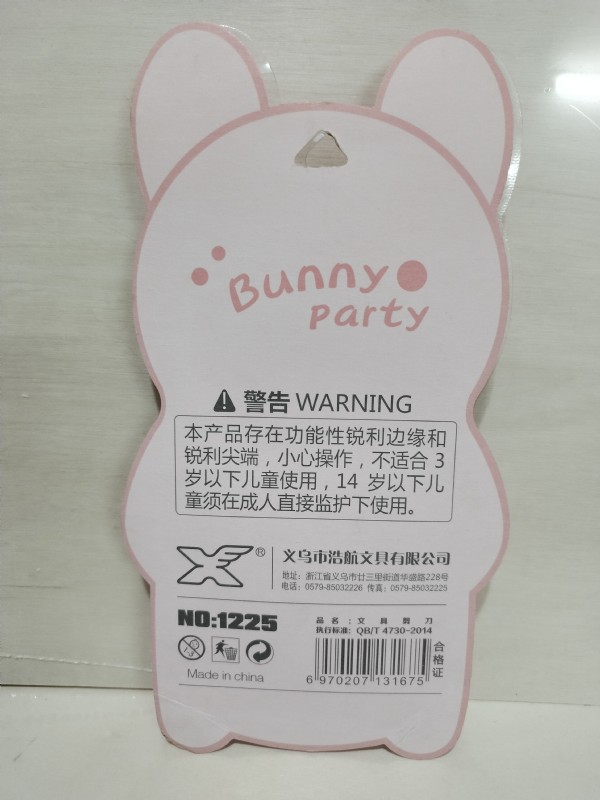 Bunny
party
警告 WARNING
本产品存在功能性锐利边缘和
锐利尖端，小心操作，不适合 3
岁以下儿童使用，14 岁以下儿
童须在成人直接监护下使用。
®
义乌市浩航文具有限公司
地址：浙江省义乌市廿三里街道华盛路228号
电话：0579-85032226 传真：0579-85032225
NO:1225
品名：文具剪刀
执行标准：QB/T 4730-2014
合格证
0-3
Made in china
6 970207 131675